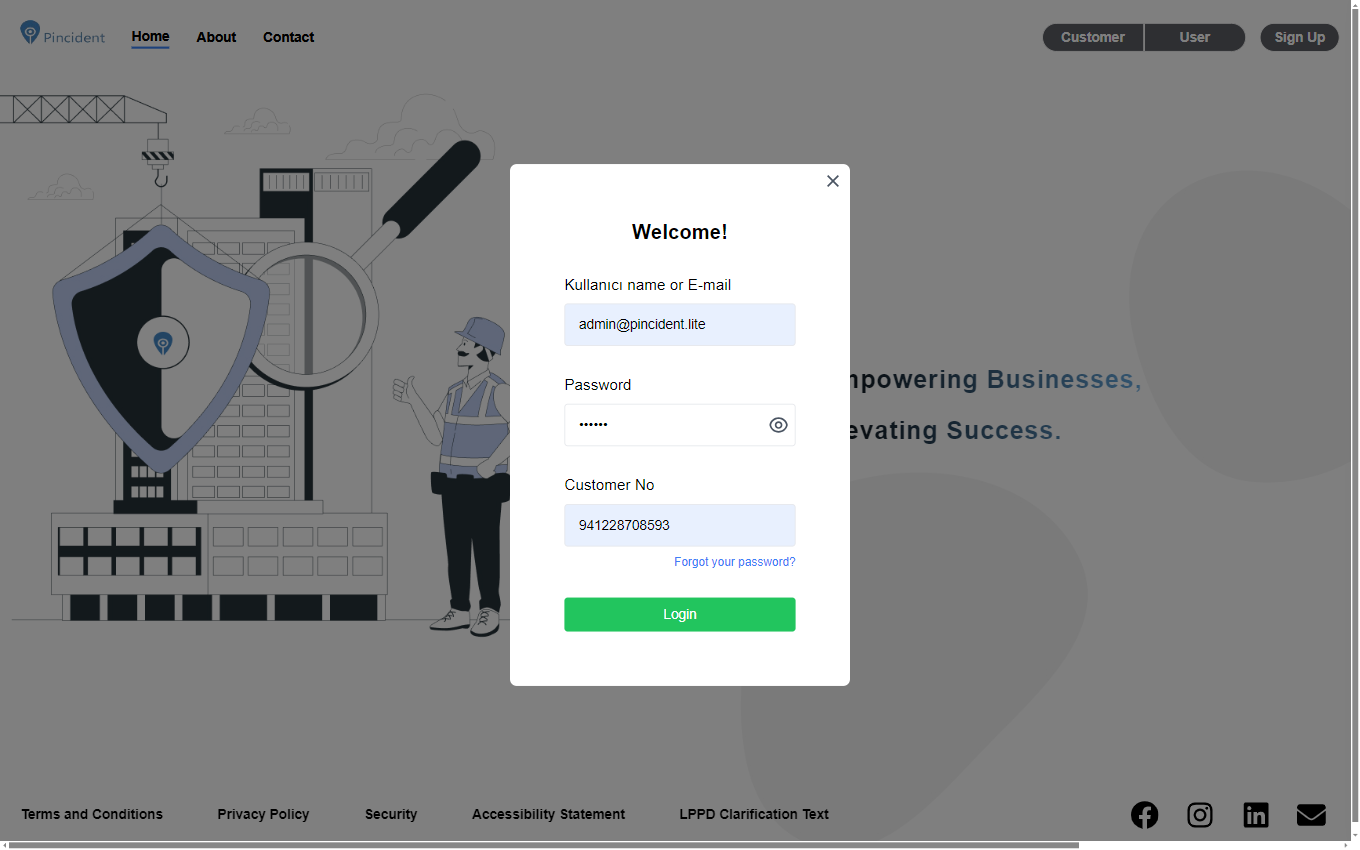 Pincident Home About Contact Customer User Sign Up
Welcome!
Kullanıcı name or E-mail
admin@pincident.lite
Password
••••••
Customer No
941228708593
Forgot your password?
Login
mpowering Businesses,
evating Success.
Terms and Conditions Privacy Policy Security Accessibility Statement LPPD Clarification Text